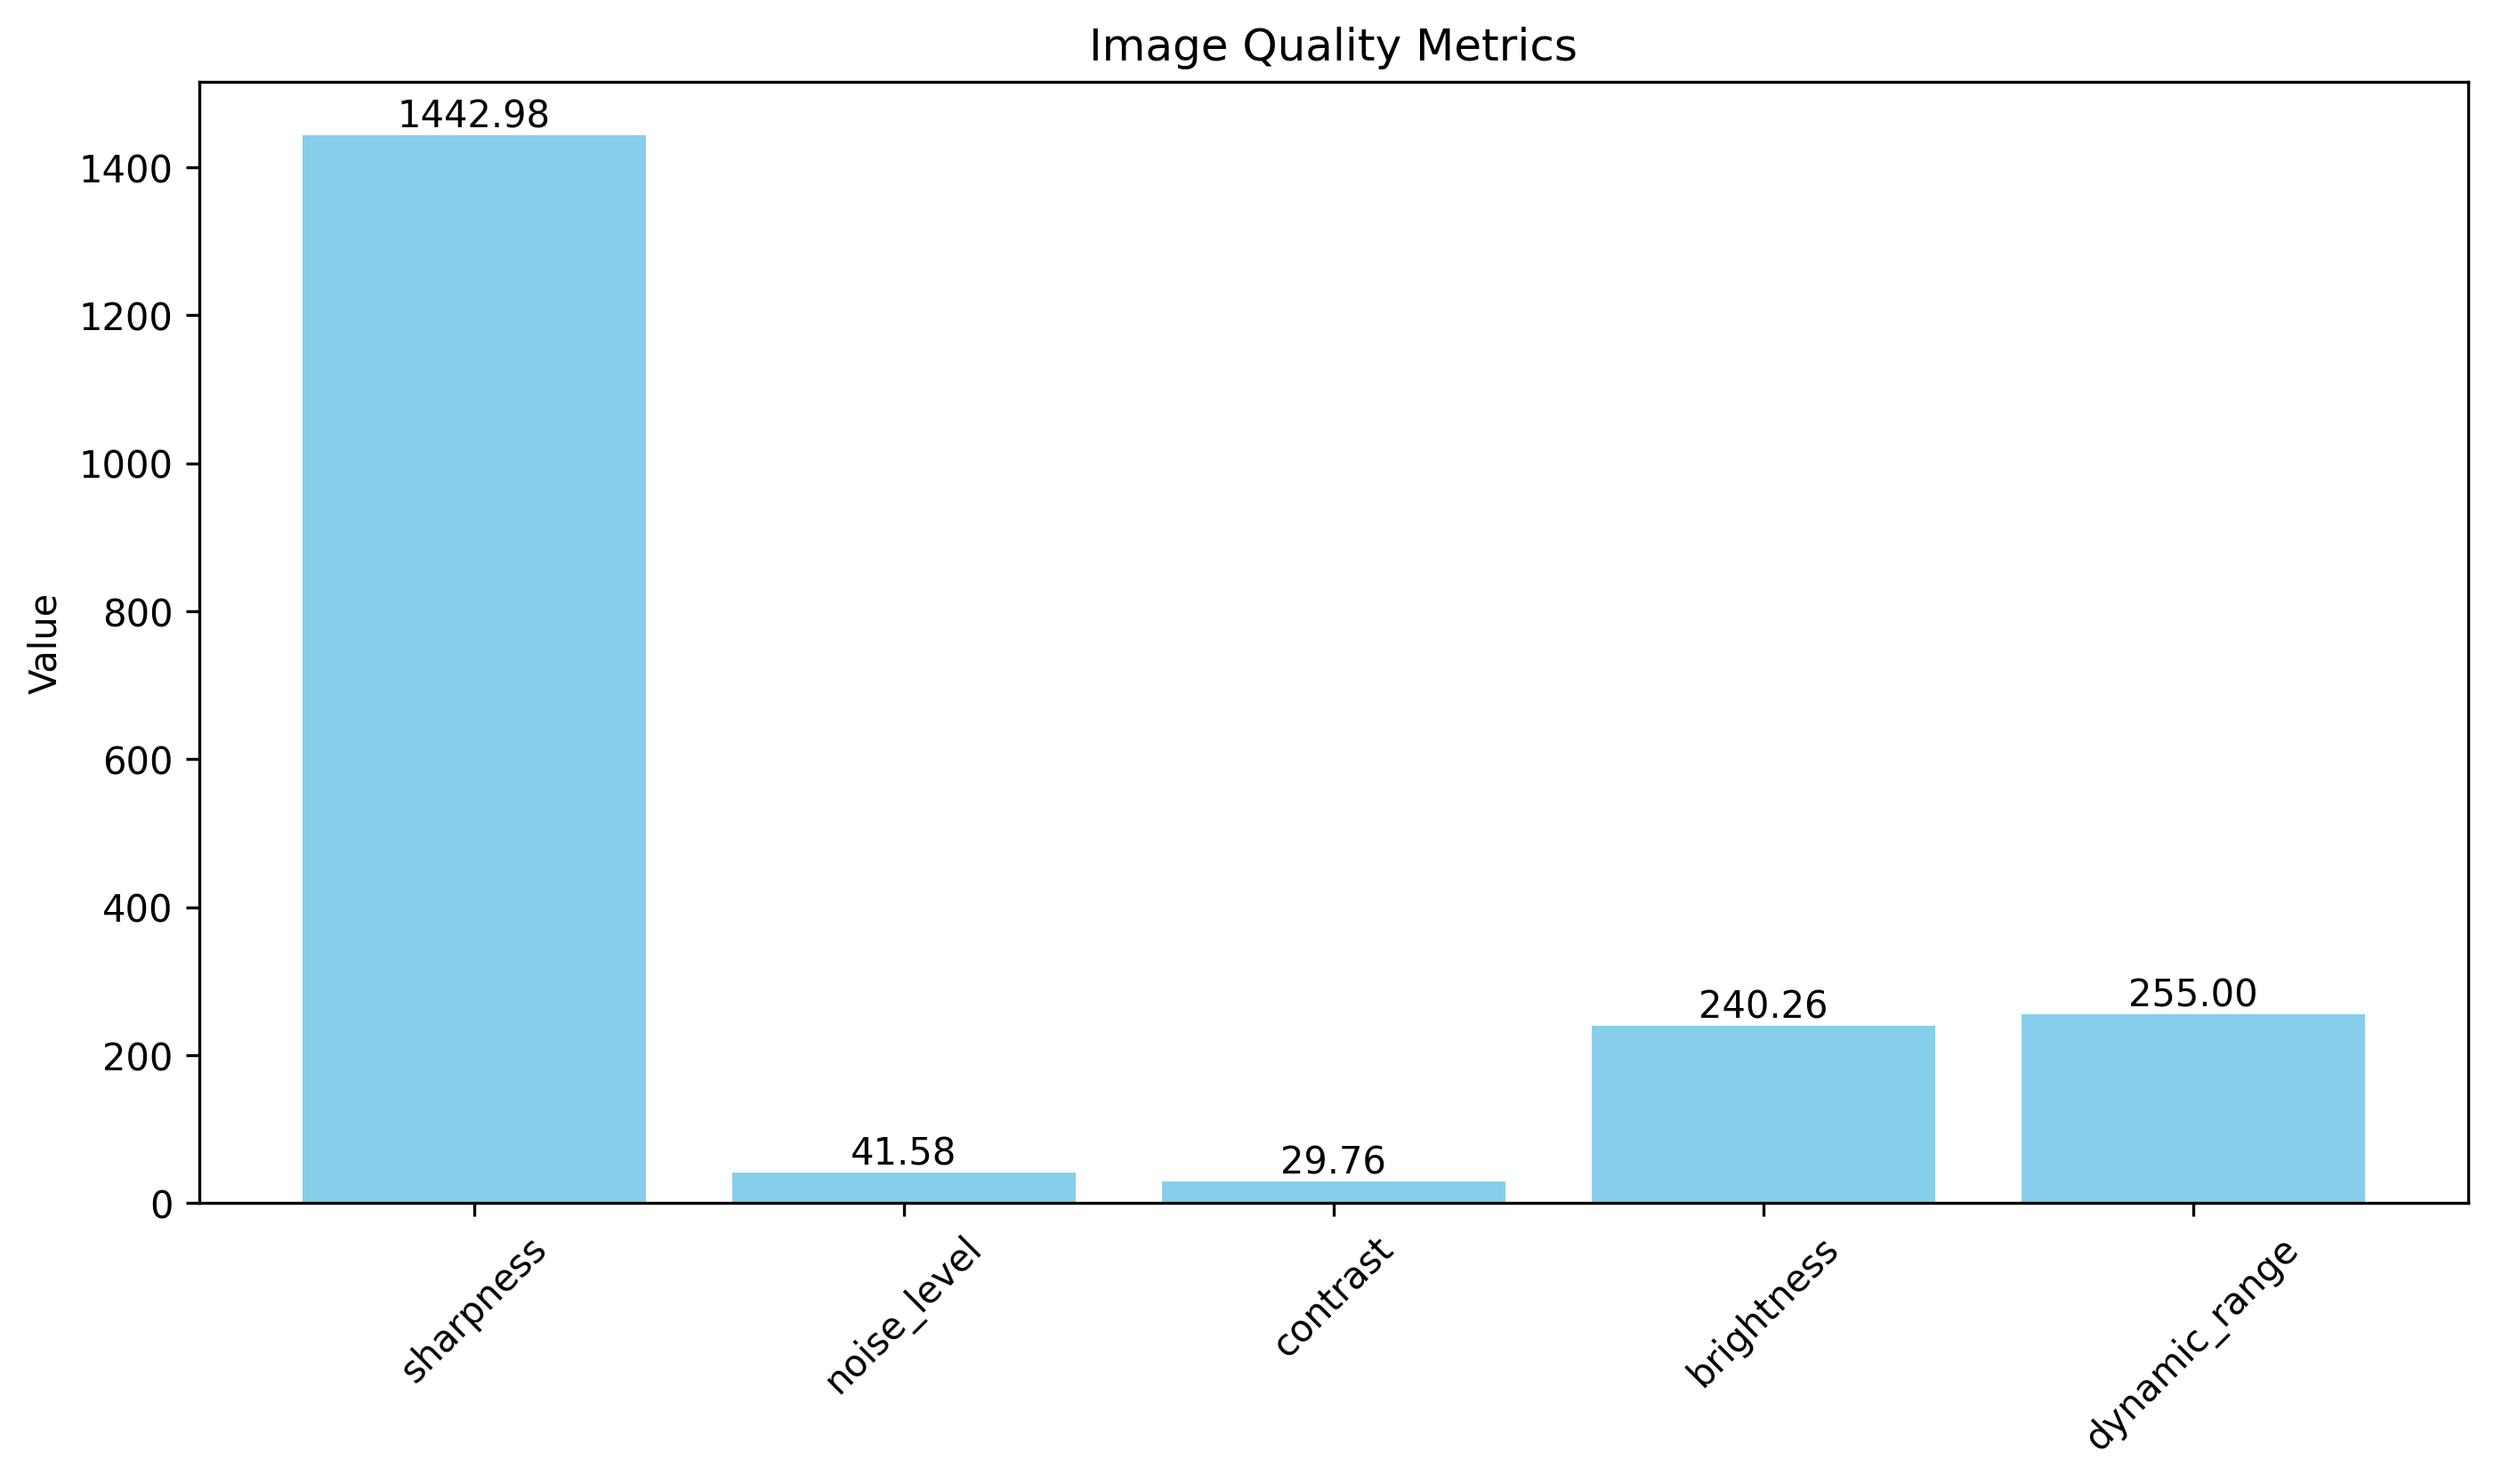 Image Quality Metrics
Value
1400
1200
1000
800
600
400
200
0
1442.98
41.58
29.76
240.26
255.00
sharpness
noise_level
contrast
brightness
dynamic_range